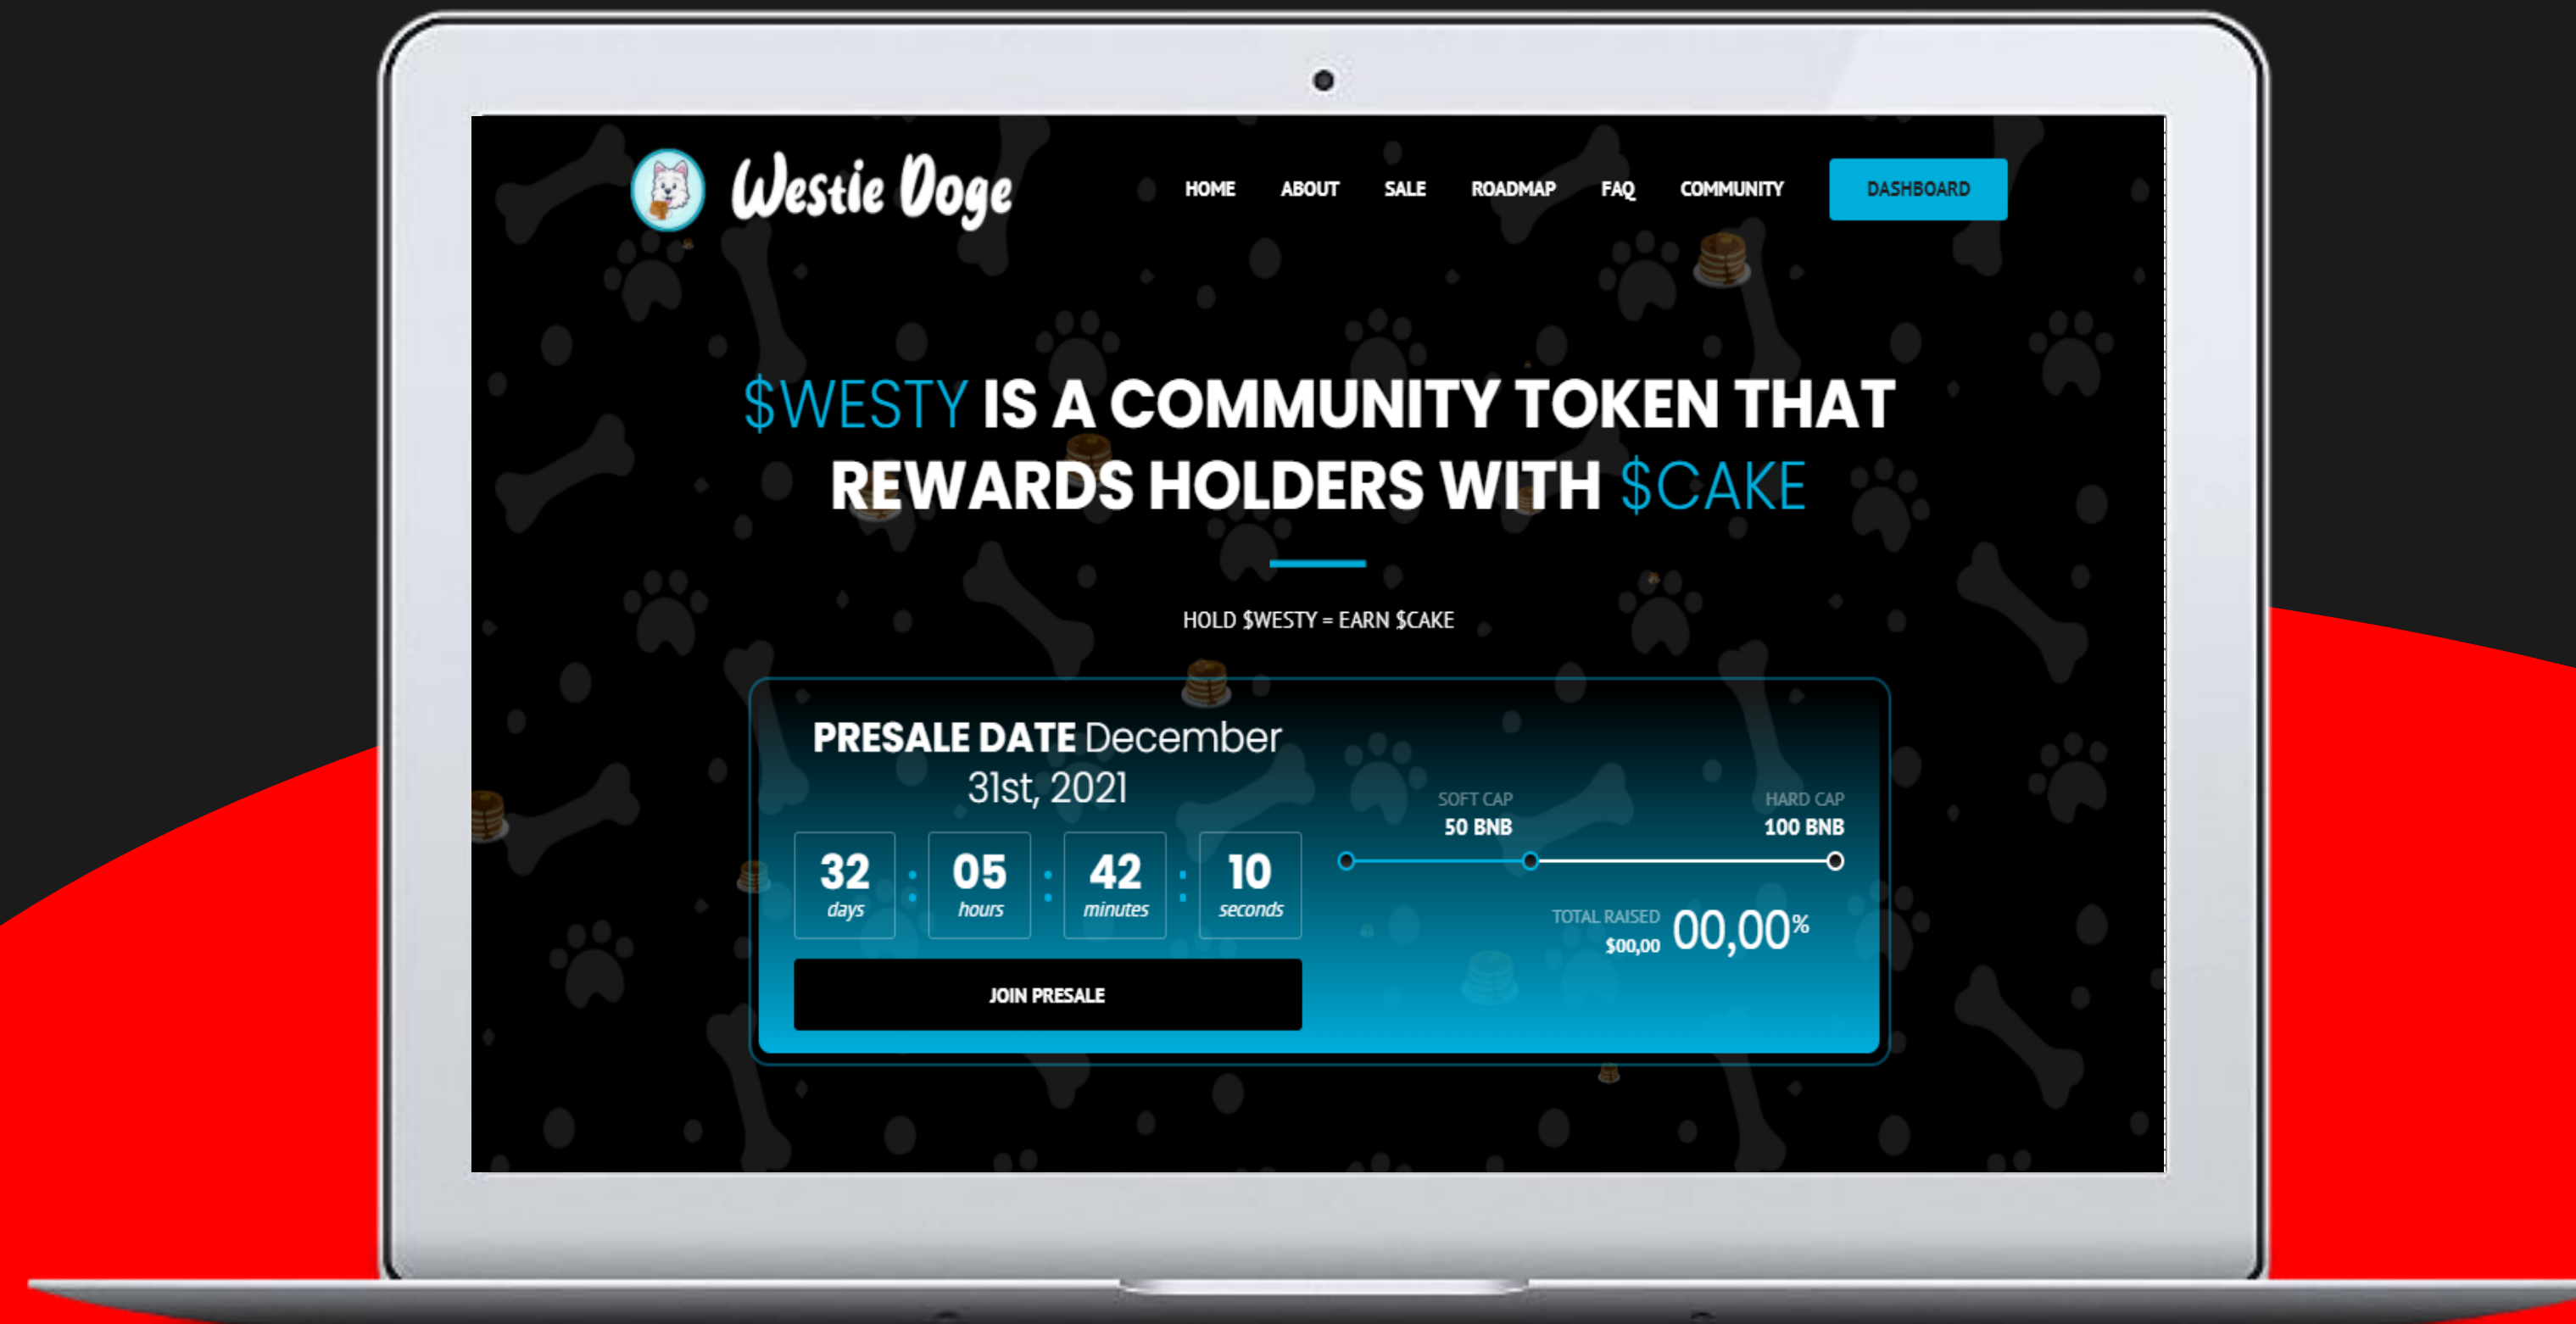 Westie Doge
HOME ABOUT SALE ROADMAP FAQ COMMUNITY DASHBOARD
$WESTY IS A COMMUNITY TOKEN THAT
REWARDS HOLDERS WITH $CAKE
HOLD $WESTY = EARN $CAKE
PRESALE DATE December
31st, 2021
32 : 05 : 42 : 10
days hours minutes seconds
JOIN PRESALE
SOFT CAP HARD CAP
50 BNB 100 BNB
TOTAL RAISED
$00,00
00,00%